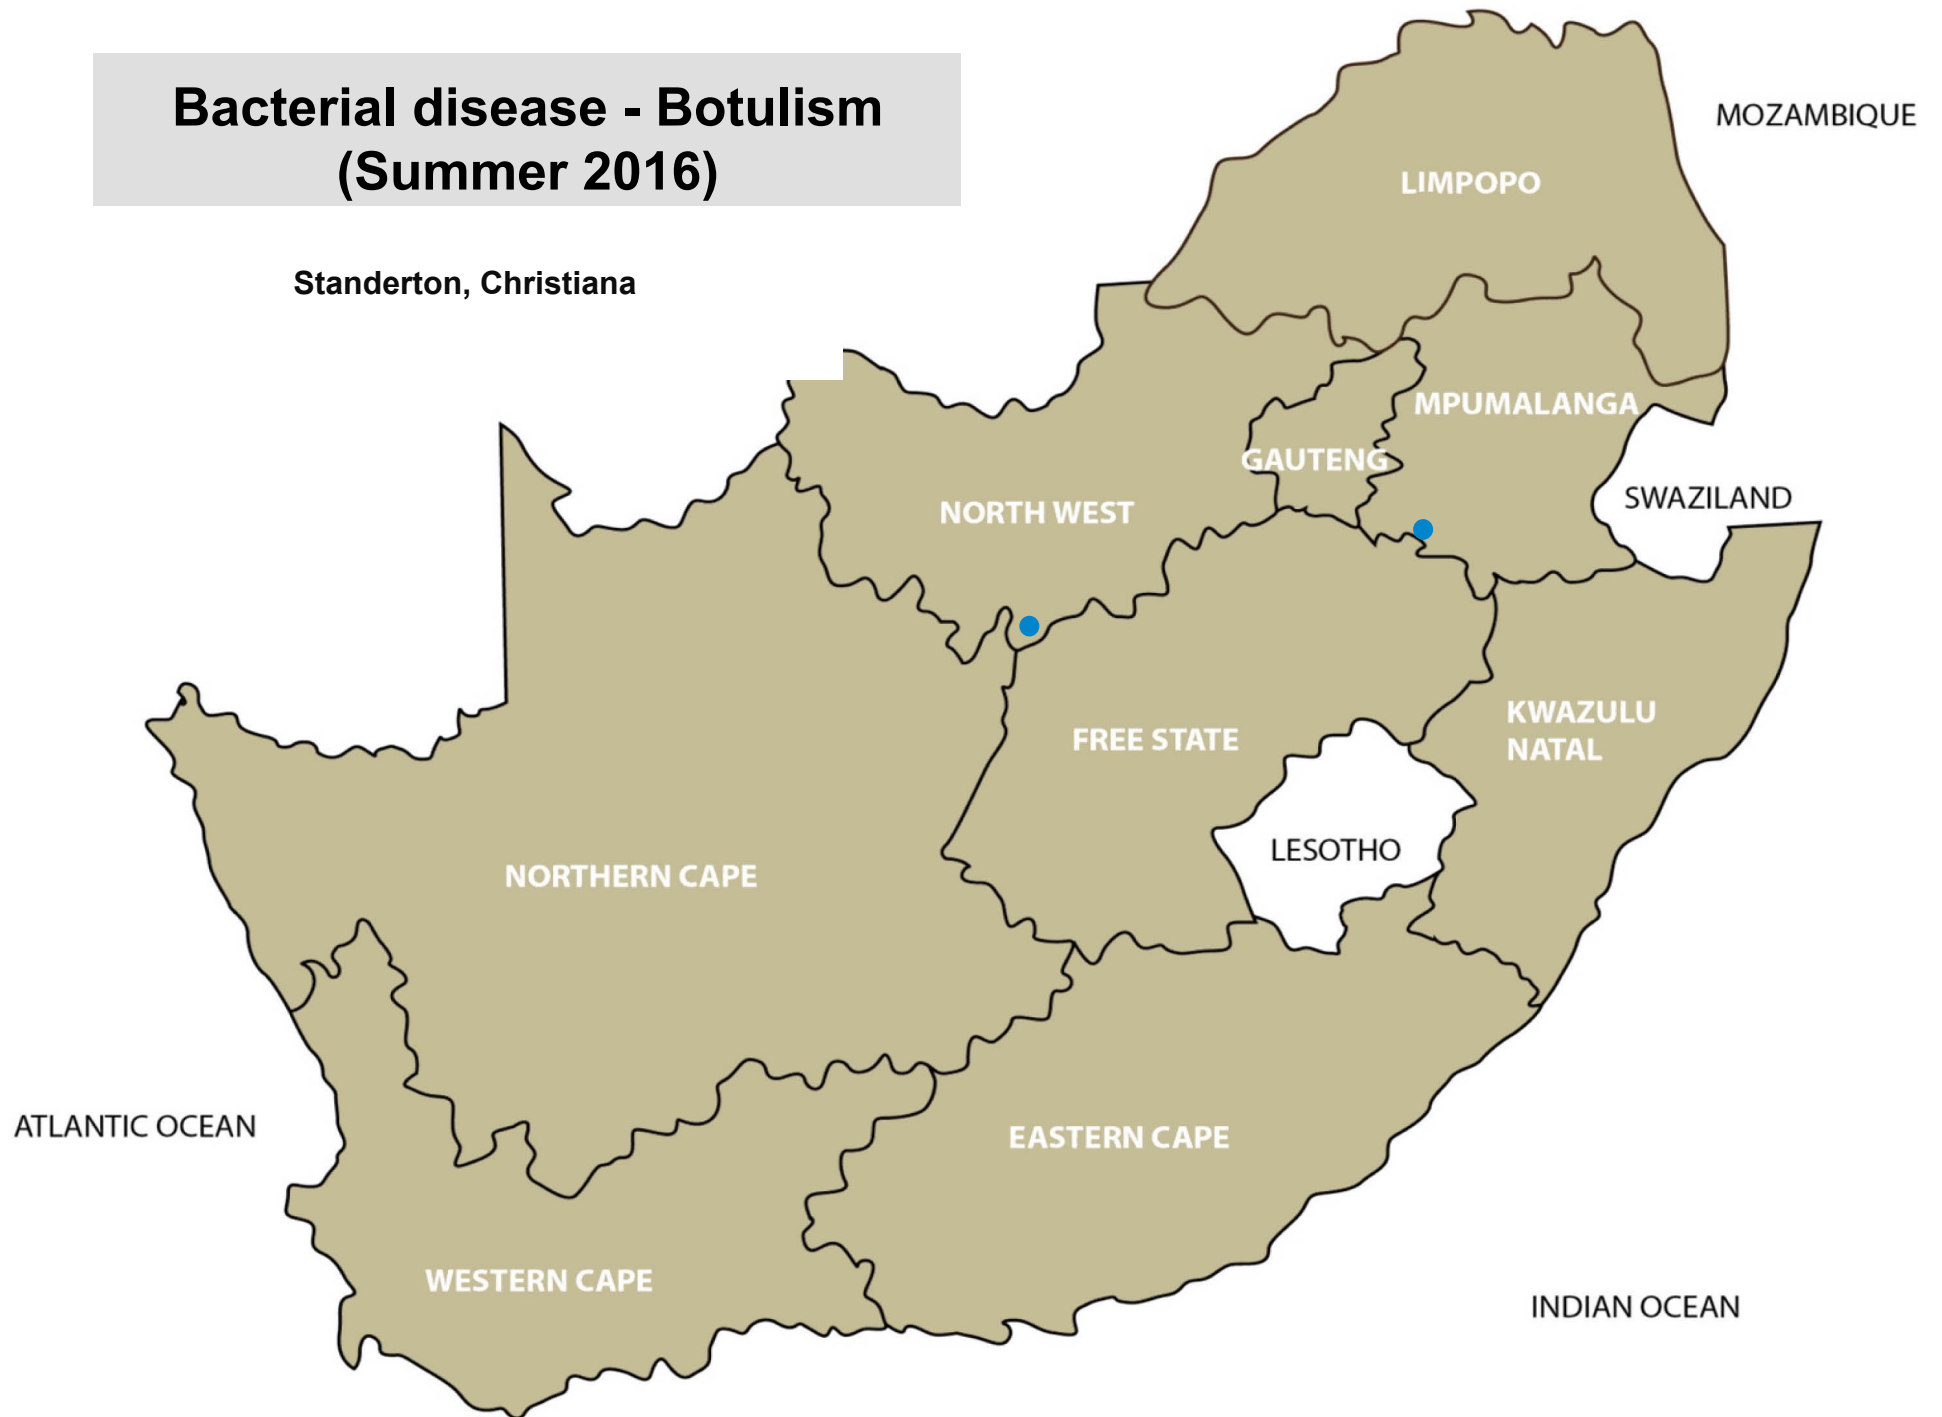 Bacterial disease - Botulism
(Summer 2016)
Standerton, Christiana
MOZAMBIQUE
LIMPOPO
MPUMALANGA
GAUTENG
NORTH WEST
SWAZILAND
KWAZULU
NATAL
FREE STATE
LESOTHO
NORTHERN CAPE
ATLANTIC OCEAN
EASTERN CAPE
WESTERN CAPE
INDIAN OCEAN